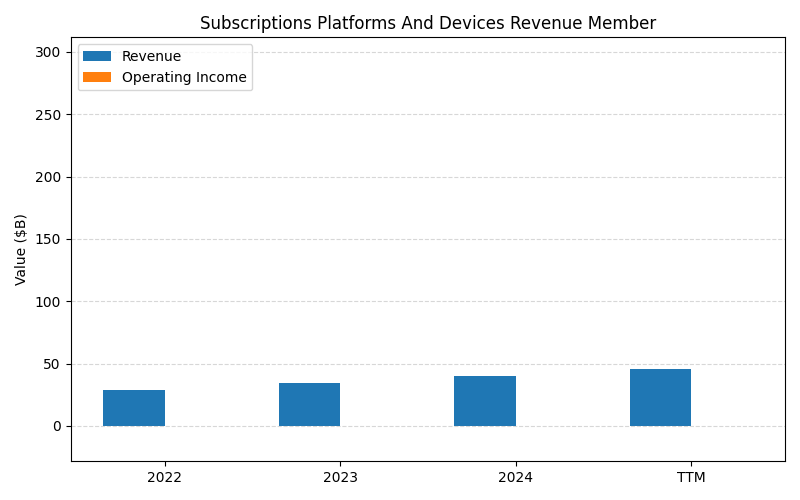 Subscriptions Platforms And Devices Revenue Member
Revenue
Operating Income
Value ($B)
300
250
200
150
100
50
0
2022
2023
2024
TTM